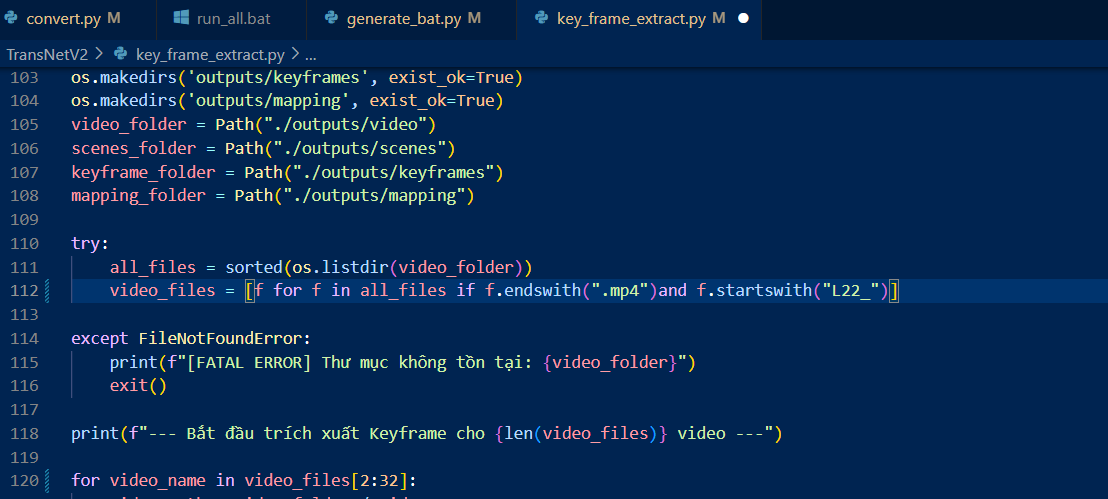 convert.py M run_all.bat generate_bat.py M key_frame_extract.py M
TransNetV2 > key_frame_extract.py > ...
103 os.makedirs('outputs/keyframes', exist_ok=True)
104 os.makedirs('outputs/mapping', exist_ok=True)
105 video_folder = Path("./outputs/video")
106 scenes_folder = Path("./outputs/scenes")
107 keyframe_folder = Path("./outputs/keyframes")
108 mapping_folder = Path("./outputs/mapping")
109
110 try:
111     all_files = sorted(os.listdir(video_folder))
112     video_files = [f for f in all_files if f.endswith(".mp4")and f.startswith("L22_")]
113
114 except FileNotFoundError:
115     print(f"[FATAL ERROR] Thư mục không tồn tại: {video_folder}")
116     exit()
117
118 print(f"--- Bắt đầu trích xuất Keyframe cho {len(video_files)} video ---")
119
120 for video_name in video_files[2:32]: